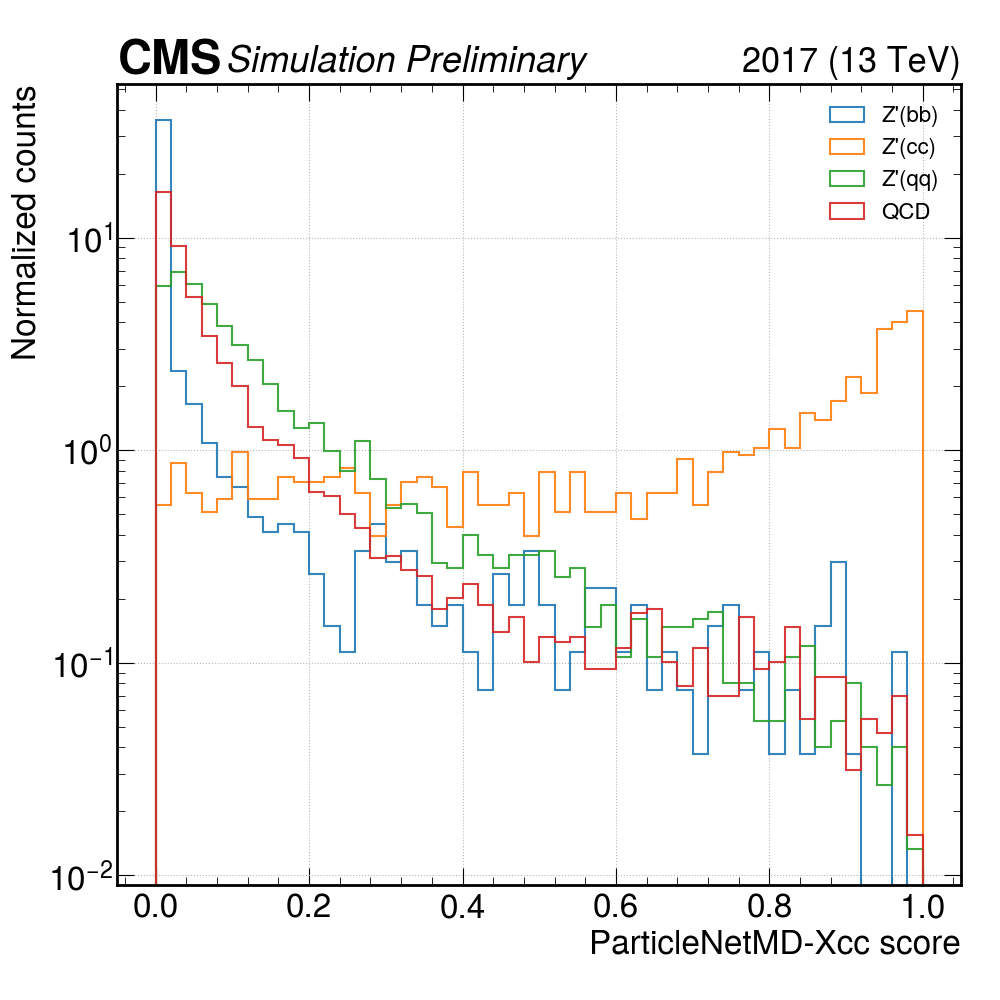 CMS Simulation Preliminary 2017 (13 TeV)
Normalized counts
Z'(bb)
Z'(cc)
Z'(qq)
QCD
10¹
10⁰
10⁻¹
10⁻²
0.0 0.2 0.4 0.6 0.8 1.0
ParticleNetMD-Xcc score